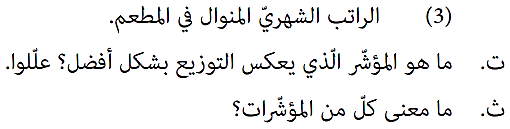 (3) الراتب الشهريّ المنوال في المطعم.
ت. ما هو المؤشّر الّذي يعكس التوزيع بشكل أفضل؟ علّلوا.
ث. ما معنى كلّ من المؤشّرات؟